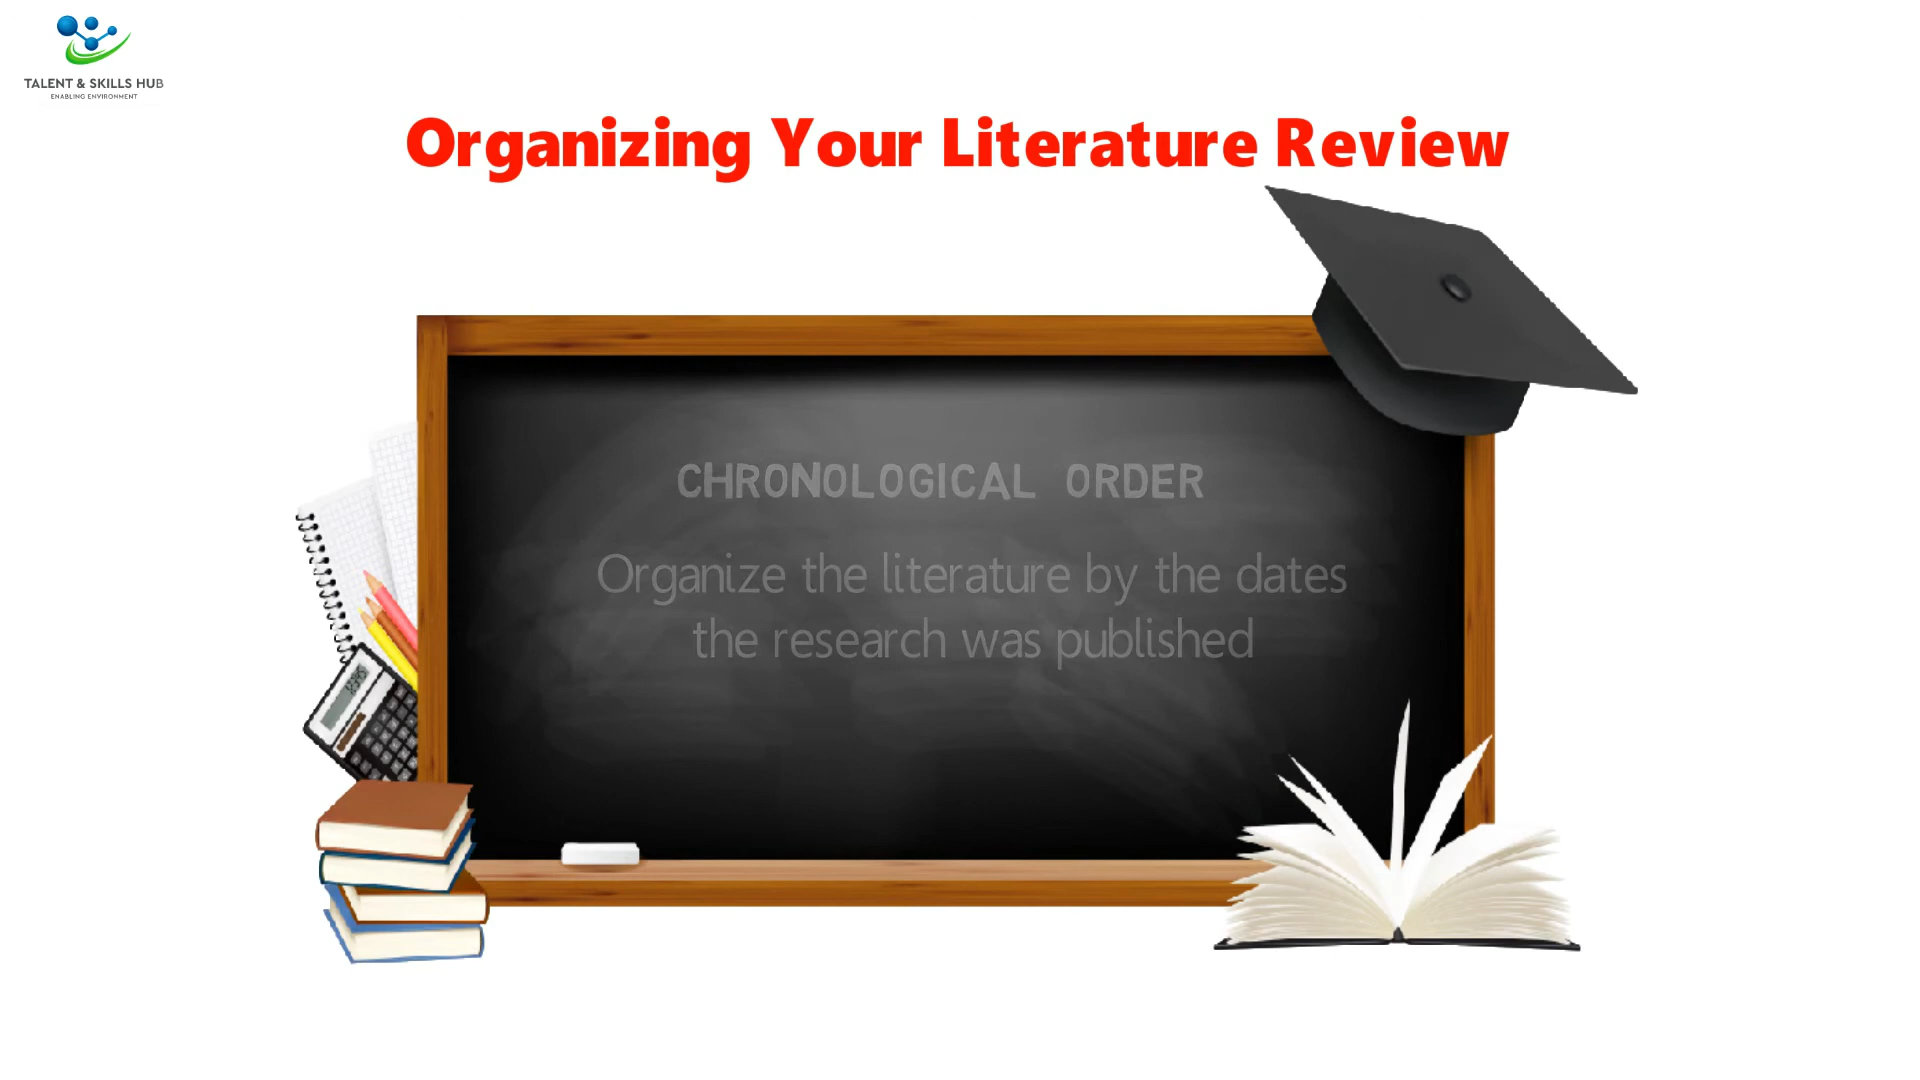 TALENT & SKILLS HUB
ENABLING ENVIRONMENT
Organizing Your Literature Review
CHRONOLOGICAL ORDER
Organize the literature by the dates
the research was published